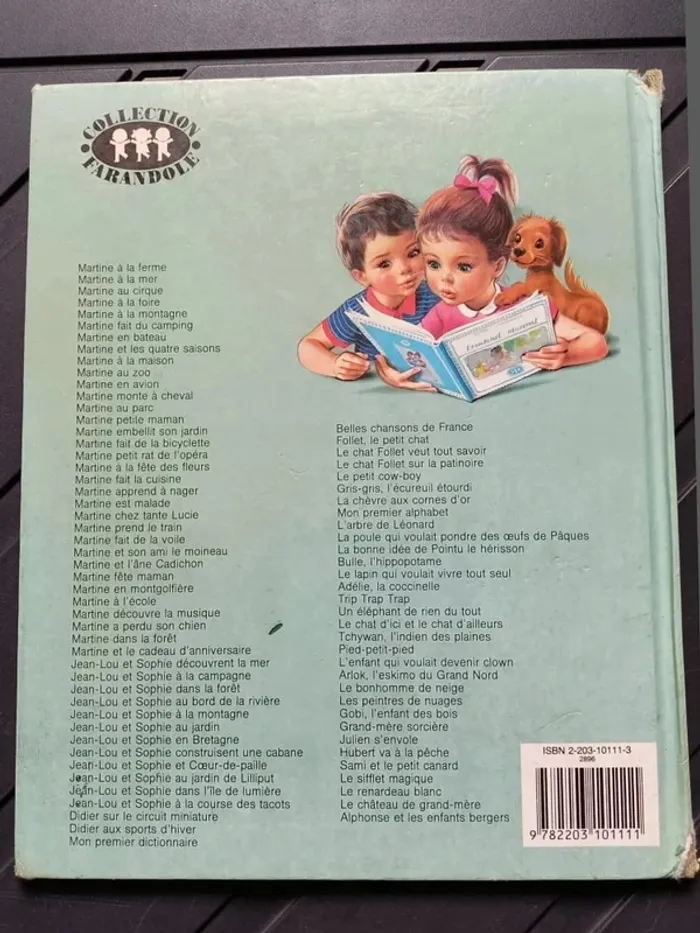 COLLECTION
FARANDOLE
Martine à la ferme
Martine à la mer
Martine au cirque
Martine à la foire
Martine à la montagne
Martine fait du camping
Martine en bateau
Martine et les quatre saisons
Martine à la maison
Martine au zoo
Martine en avion
Martine monte à cheval
Martine au parc
Martine petite maman
Martine embellit son jardin
Martine fait de la bicyclette
Martine petit rat de l'opéra
Martine à la fête des fleurs
Martine fait la cuisine
Martine apprend à nager
Martine est malade
Martine chez tante Lucie
Martine prend le train
Martine fait de la voile
Martine et son ami le moineau
Martine et l'âne Cadichon
Martine fête maman
Martine en montgolfière
Martine à l'école
Martine découvre la musique
Martine a perdu son chien
Martine dans la forêt
Martine et le cadeau d'anniversaire
Jean-Lou et Sophie découvrent la mer
Jean-Lou et Sophie à la campagne
Jean-Lou et Sophie dans la forêt
Jean-Lou et Sophie au bord de la rivière
Jean-Lou et Sophie à la montagne
Jean-Lou et Sophie au jardin
Jean-Lou et Sophie en Bretagne
Jean-Lou et Sophie construisent une cabane
Jean-Lou et Sophie et Cœur-de-paille
Jean-Lou et Sophie au jardin de Lilliput
Jean-Lou et Sophie dans l'île de lumière
Jean-Lou et Sophie à la course des tacots
Didier sur le circuit miniature
Didier aux sports d'hiver
Mon premier dictionnaire
Belles chansons de France
Follet, le petit chat
Le chat Follet veut tout savoir
Le chat Follet sur la patinoire
Le petit cow-boy
Gris-gris, l'écureuil étourdi
La chèvre aux cornes d'or
Mon premier alphabet
L'arbre de Léonard
La poule qui voulait pondre des œufs de Pâques
La bonne idée de Pointu le hérisson
Bulle, l'hippopotame
Le lapin qui voulait vivre tout seul
Adélie, la coccinelle
Trip Trap Trap
Un éléphant de rien du tout
Le chat d'ici et le chat d'ailleurs
Tchywan, l'indien des plaines
Pied-petit-pied
L'enfant qui voulait devenir clown
Arlok, l'eskimo du Grand Nord
Le bonhomme de neige
Les peintres de nuages
Gobi, l'enfant des bois
Grand-mère sorcière
Julien s'envole
Hubert va à la pêche
Sami et le petit canard
Le sifflet magique
Le renardeau blanc
Le château de grand-mère
Alphonse et les enfants bergers
ISBN 2-203-10111-3
2896
9 782203 101111